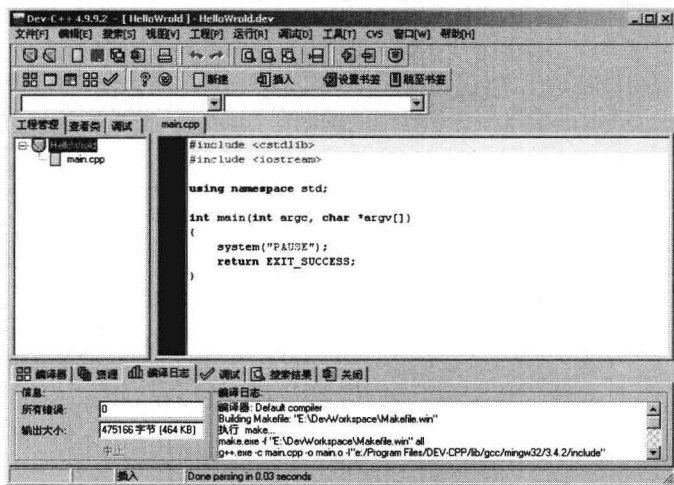 Dev-C++ 4.9.9.2 - [ HelloWrold ] - HelloWrold.dev
文件[F] 编辑[E] 搜索[S] 视图[V] 工程[P] 运行[R] 调试[D] 工具[T] CVS 窗口[W] 帮助[H]
新建 插入 设置书签 跳至书签
工程管理 查看类 调试 main.cpp
HelloWrold
main.cpp
#include <cstdlib>
#include <iostream>
using namespace std;
int main(int argc, char *argv[])
{
system("PAUSE");
return EXIT_SUCCESS;
}
编译器 资源 编译日志 调试 搜索结果 关闭
信息:
所有错误: 0
输出大小: 475166 字节 (464 KB)
中止
编译日志:
编译器: Default compiler
Building Makefile: "E:\DevWorkspace\Makefile.win"
执行 make...
make.exe -f "E:\DevWorkspace\Makefile.win" all
g++.exe -c main.cpp -o main.o -I"e:/Program Files/DEV-CPP/lib/gcc/mingw32/3.4.2/include"
插入 Done parsing in 0.03 seconds